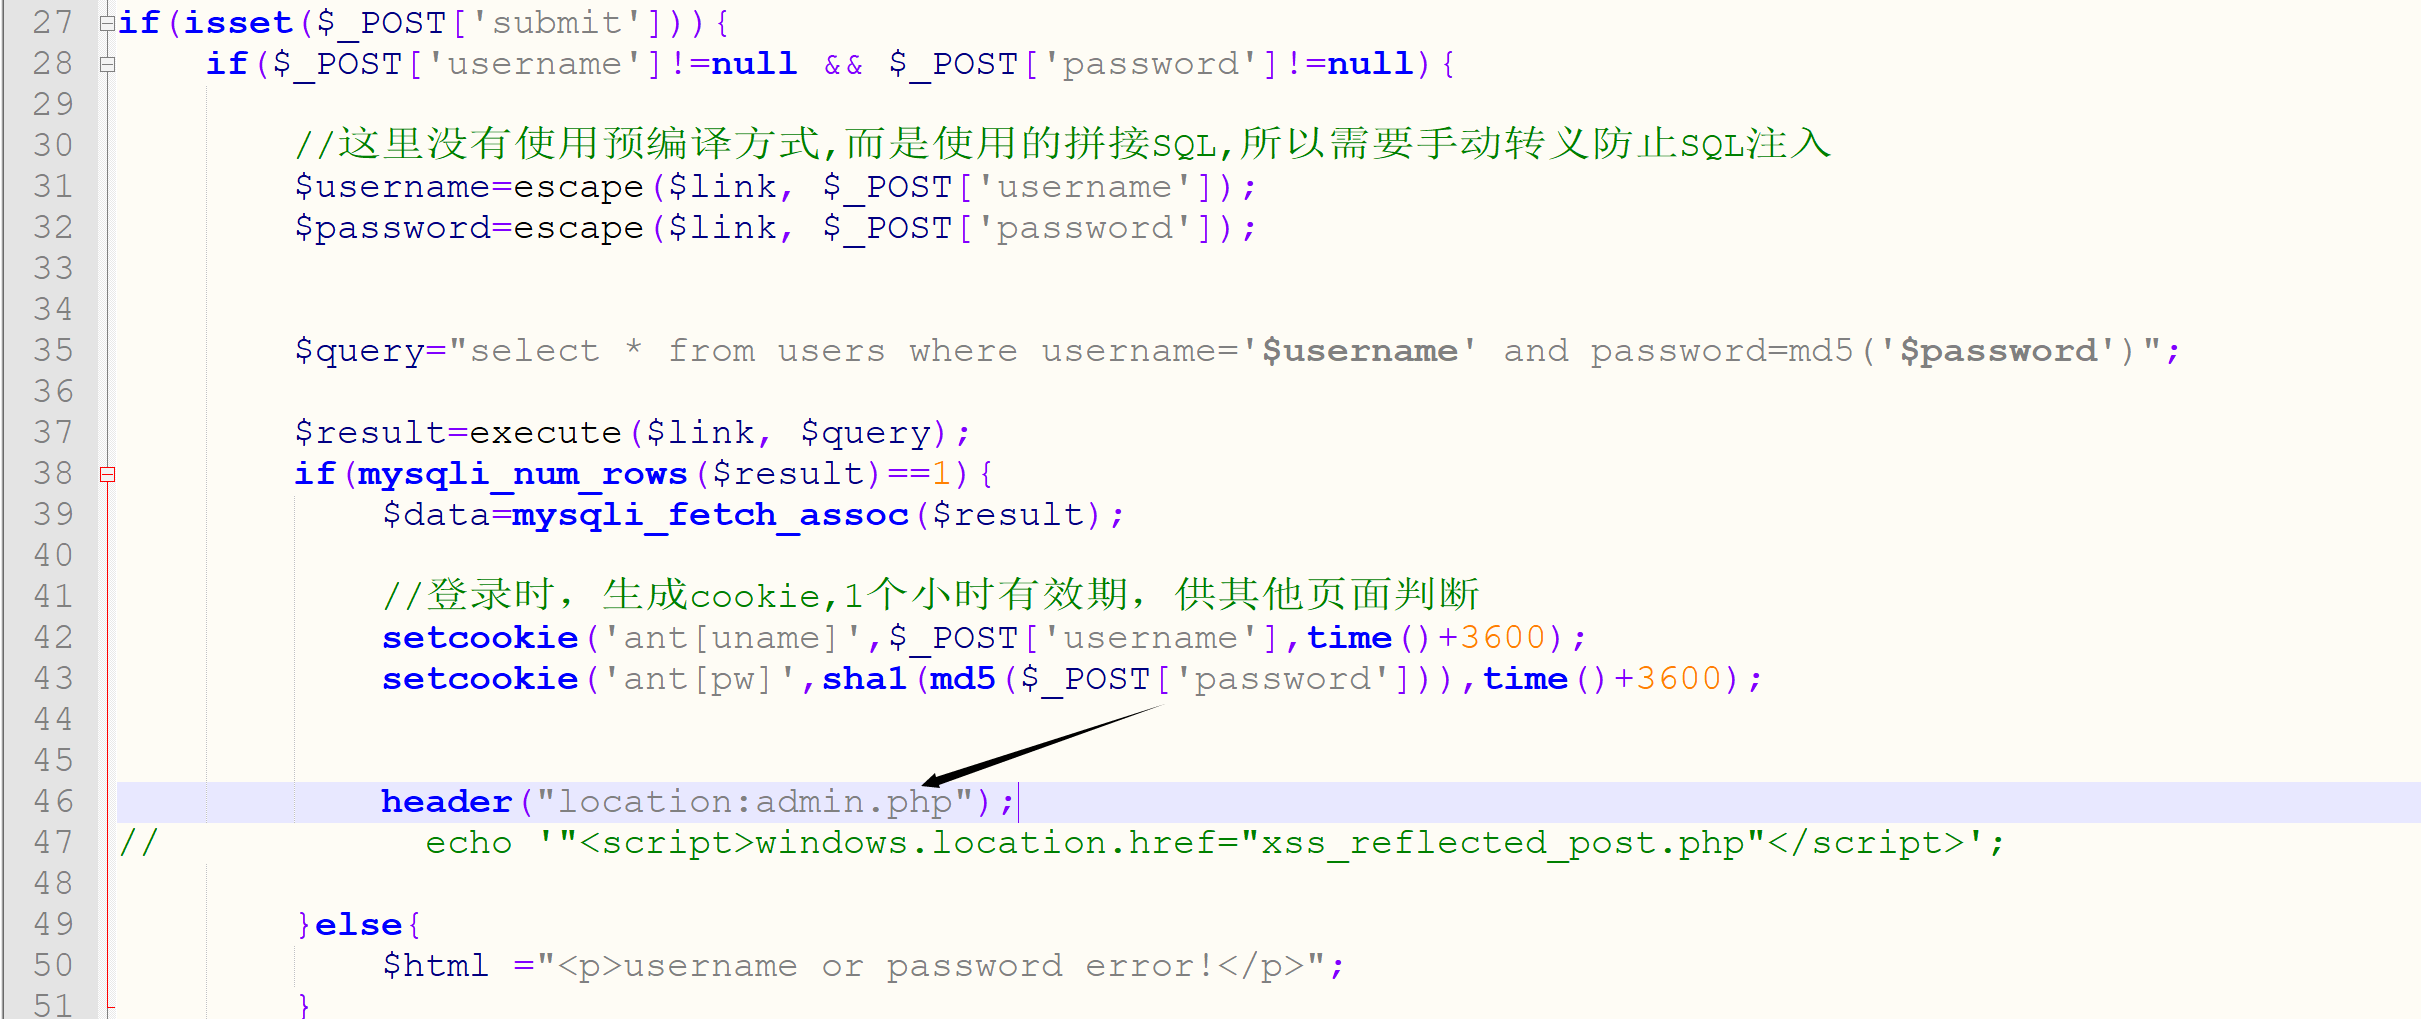 27 if(isset($_POST['submit'])){
28 if($_POST['username']!=null && $_POST['password']!=null){
29
30 //这里没有使用预编译方式,而是使用的拼接SQL,所以需要手动转义防止SQL注入
31 $username=escape($link, $_POST['username']);
32 $password=escape($link, $_POST['password']);
33
34
35 $query="select * from users where username='$username' and password=md5('$password')";
36
37 $result=execute($link, $query);
38 if(mysqli_num_rows($result)==1){
39 $data=mysqli_fetch_assoc($result);
40
41 //登录时，生成cookie,1个小时有效期，供其他页面判断
42 setcookie('ant[uname]',$_POST['username'],time()+3600);
43 setcookie('ant[pw]',sha1(md5($_POST['password'])),time()+3600);
44
45
46 header("location:admin.php");
47 // echo '"<script>windows.location.href="xss_reflected_post.php"</script>';
48
49 }else{
50 $html ="<p>username or password error!</p>";
51 }